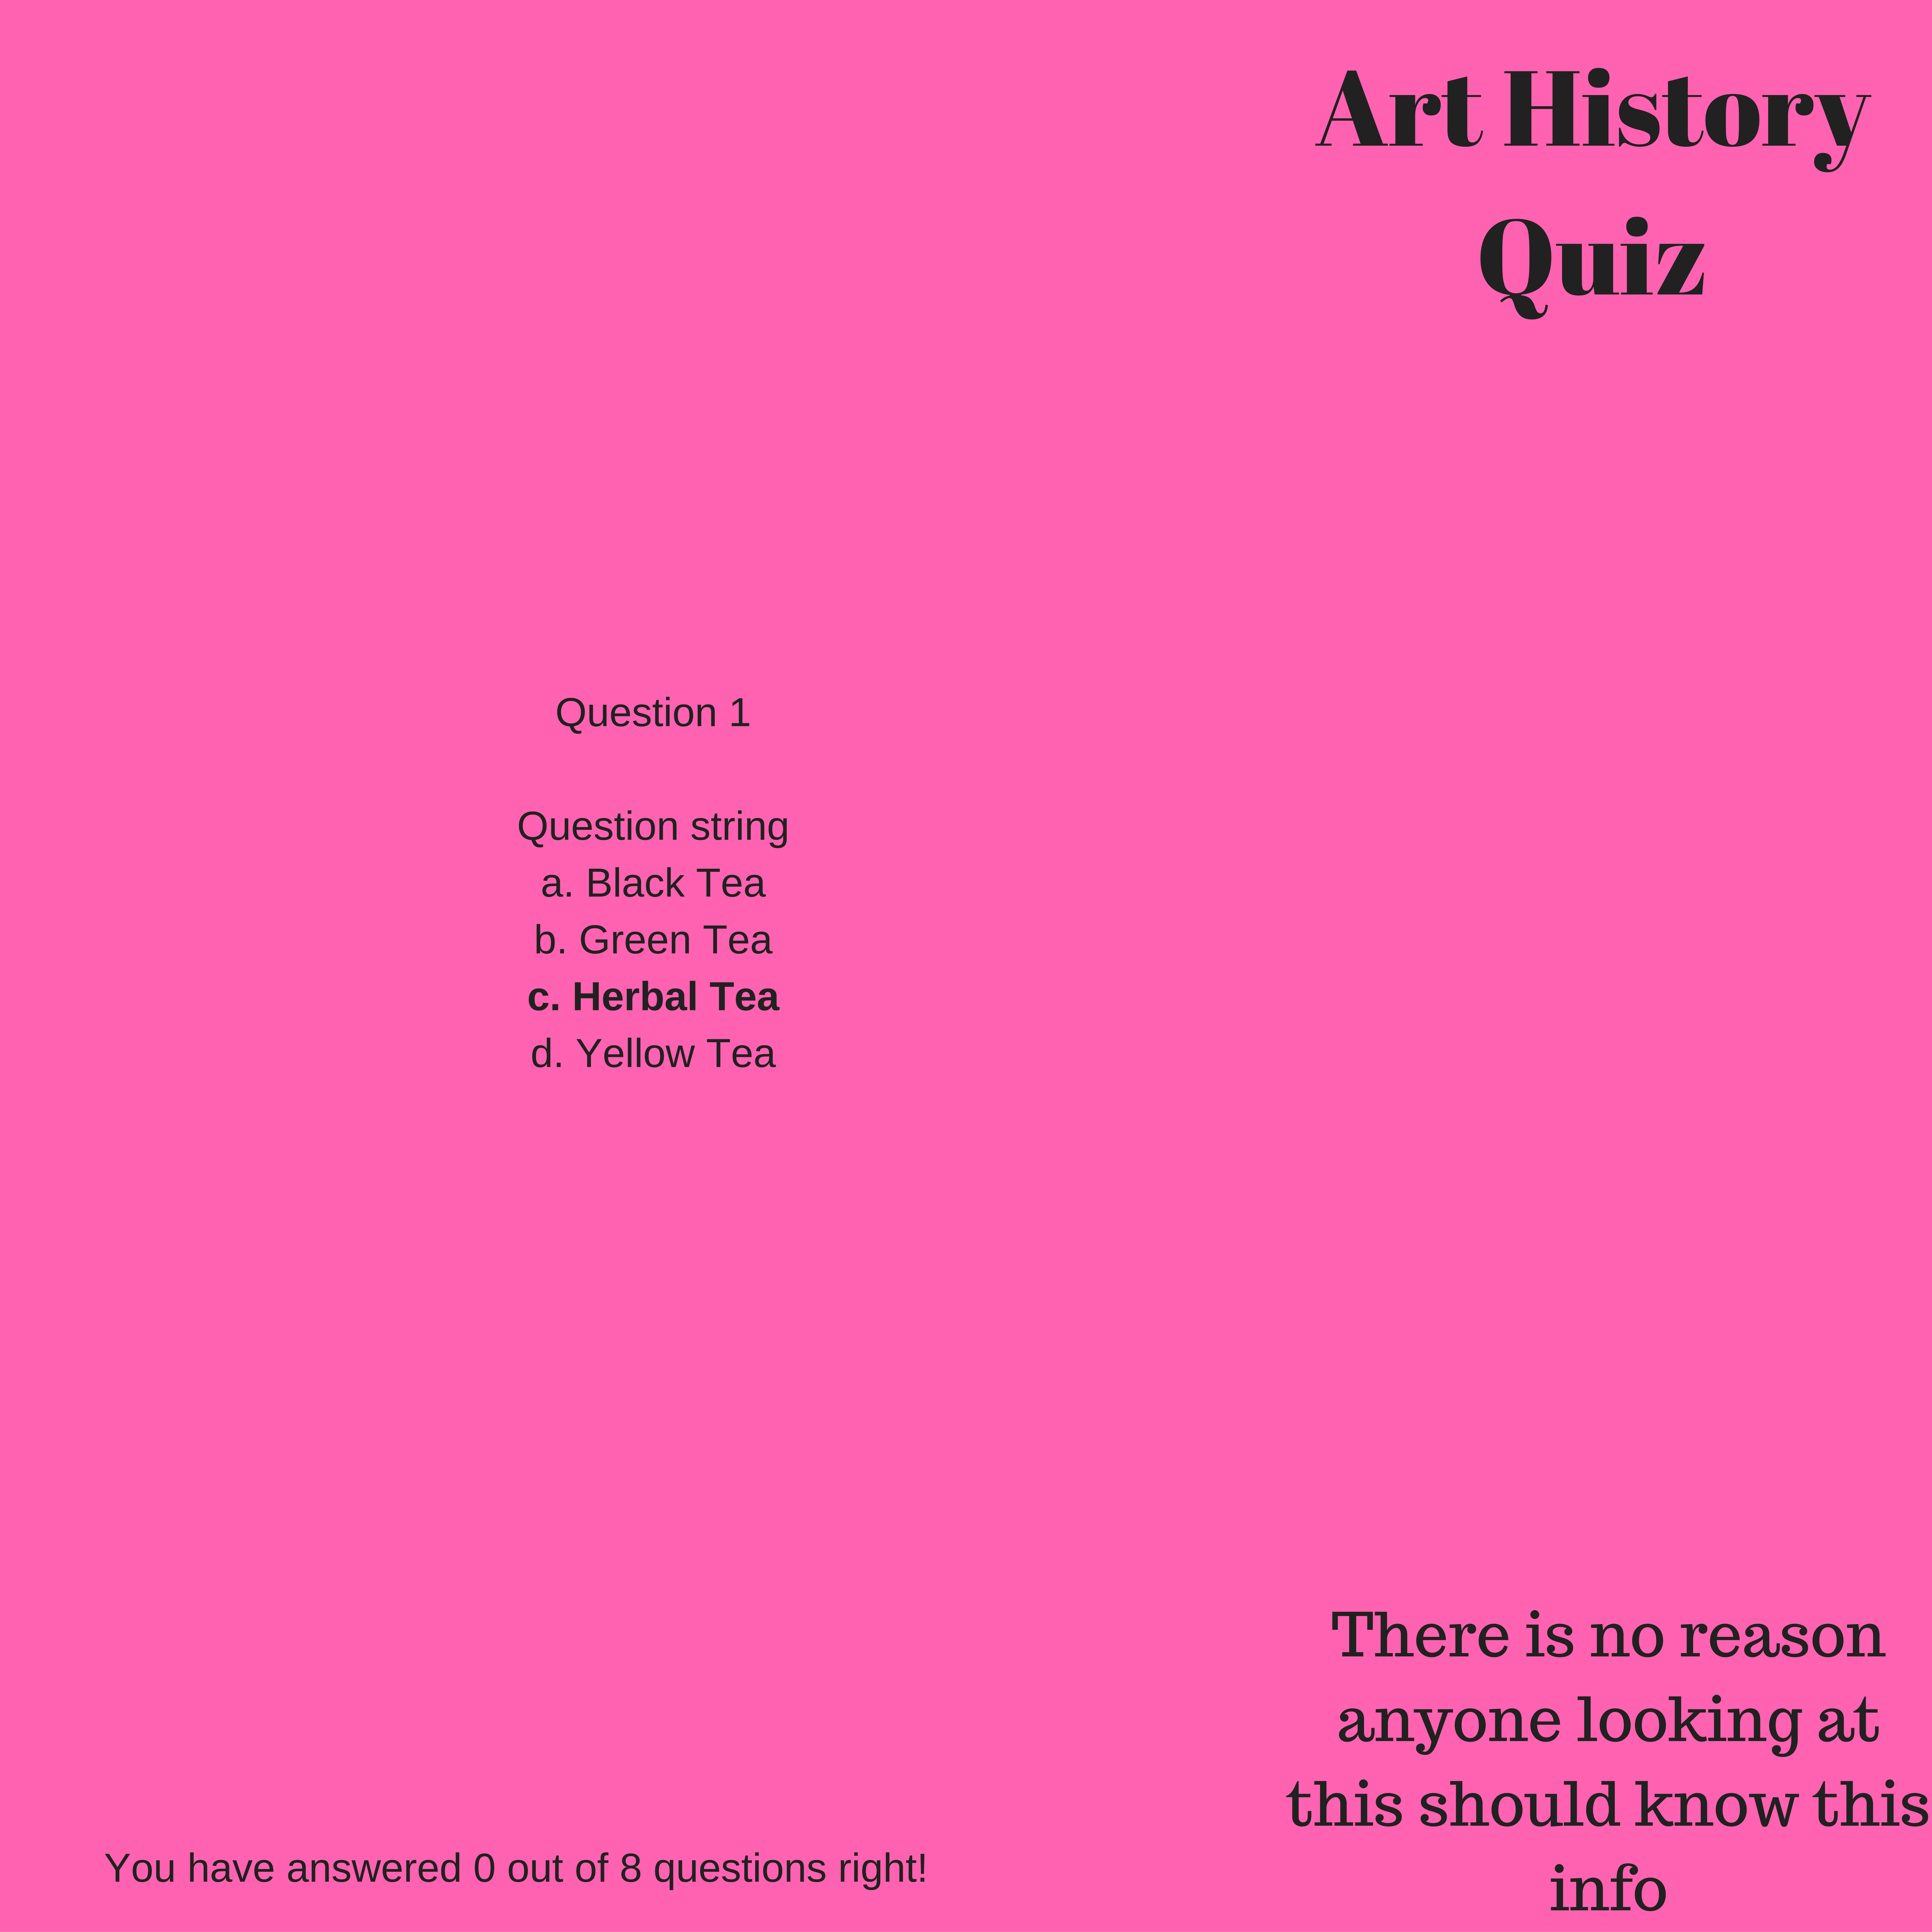 Art History
Quiz
Question 1
Question string
a. Black Tea
b. Green Tea
c. Herbal Tea
d. Yellow Tea
There is no reason
anyone looking at
this should know this
info
You have answered 0 out of 8 questions right!